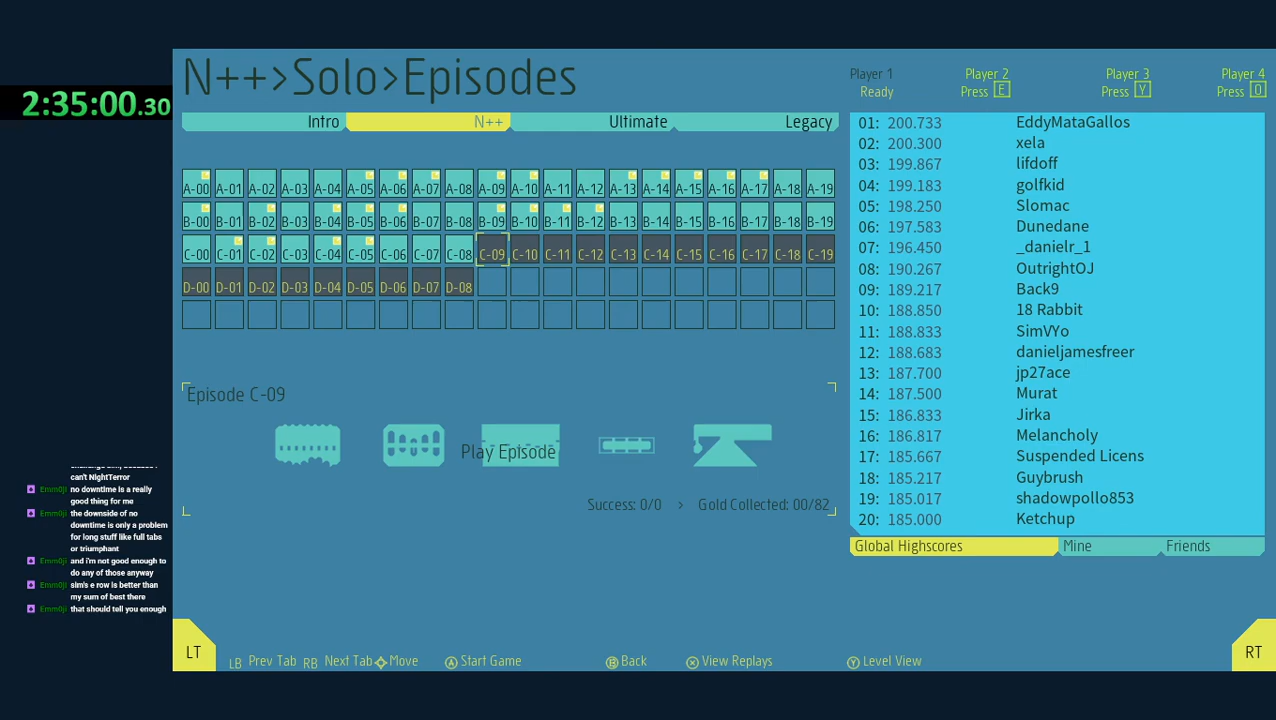 N++>Solo>Episodes
Player 1
Ready
Player 2
Press E
Player 3
Press Y
Player 4
Press O
2:35:00.30
Intro
N++
Ultimate
Legacy
A-00 A-01 A-02 A-03 A-04 A-05 A-06 A-07 A-08 A-09 A-10 A-11 A-12 A-13 A-14 A-15 A-16 A-17 A-18 A-19
B-00 B-01 B-02 B-03 B-04 B-05 B-06 B-07 B-08 B-09 B-10 B-11 B-12 B-13 B-14 B-15 B-16 B-17 B-18 B-19
C-00 C-01 C-02 C-03 C-04 C-05 C-06 C-07 C-08 C-09 C-10 C-11 C-12 C-13 C-14 C-15 C-16 C-17 C-18 C-19
D-00 D-01 D-02 D-03 D-04 D-05 D-06 D-07 D-08
01: 200.733 EddyMataGallos
02: 200.300 xela
03: 199.867 lifdoff
04: 199.183 golfkid
05: 198.250 Slomac
06: 197.583 Dunedane
07: 196.450 _danielr_1
08: 190.267 OutrightOJ
09: 189.217 Back9
10: 188.850 18 Rabbit
11: 188.833 SimVYo
12: 188.683 danieljamesfreer
13: 187.700 jp27ace
14: 187.500 Murat
15: 186.833 Jirka
16: 186.817 Melancholy
17: 185.667 Suspended Licens
18: 185.217 Guybrush
19: 185.017 shadowpollo853
20: 185.000 Ketchup
Global Highscores
Mine
Friends
Episode C-09
Play Episode
Success: 0/0 > Gold Collected: 00/82
can't NightTerror
Emm0ji no downtime is a really
good thing for me
the downside of no
downtime is only a problem
for long stuff like full tabs
or triumphant
Emm0ji and i'm not good enough to
do any of those anyway
Emm0ji sim's e row is better than
my sum of best there
Emm0ji that should tell you enough
LT
LB Prev Tab RB Next Tab Move
A Start Game
B Back
X View Replays
Y Level View
RT